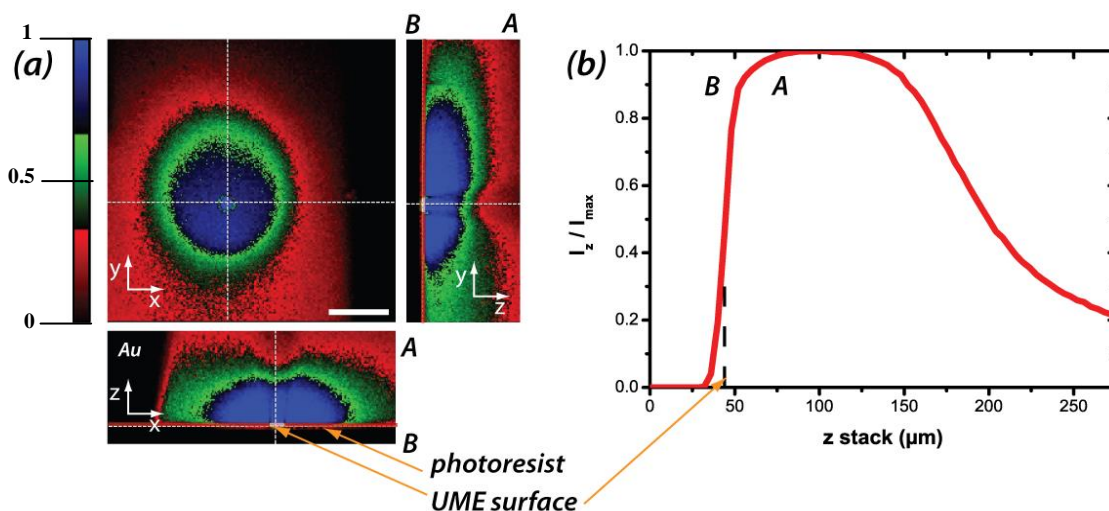 (a)
1
0.5
0
y
x
B A
y
z
Au
A
z
x
B
photoresist
UME surface
(b)
B A
I_z / I_max
1.0
0.8
0.6
0.4
0.2
0.0
0 50 100 150 200 250
z stack (µm)